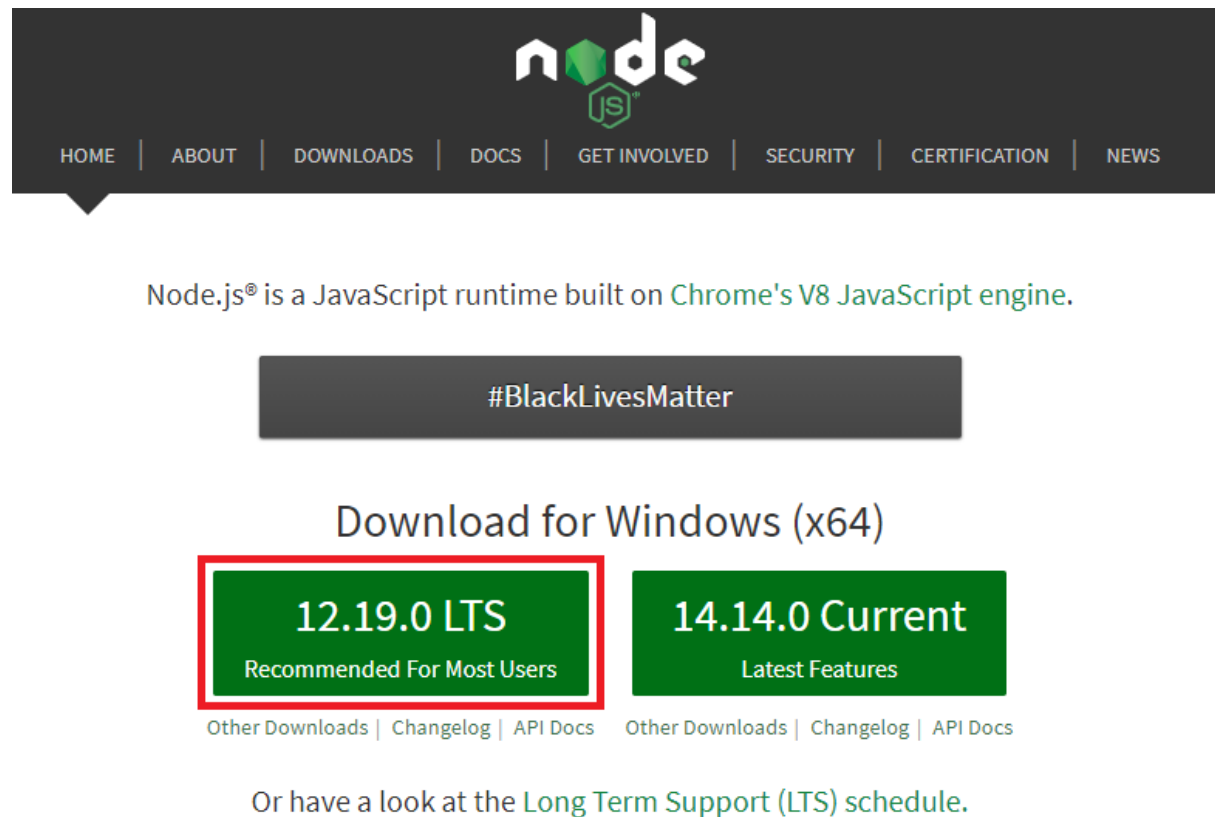 node
JS
HOME | ABOUT | DOWNLOADS | DOCS | GET INVOLVED | SECURITY | CERTIFICATION | NEWS
Node.js® is a JavaScript runtime built on Chrome's V8 JavaScript engine.
#BlackLivesMatter
Download for Windows (x64)
12.19.0 LTS
Recommended For Most Users
14.14.0 Current
Latest Features
Other Downloads | Changelog | API Docs
Other Downloads | Changelog | API Docs
Or have a look at the Long Term Support (LTS) schedule.